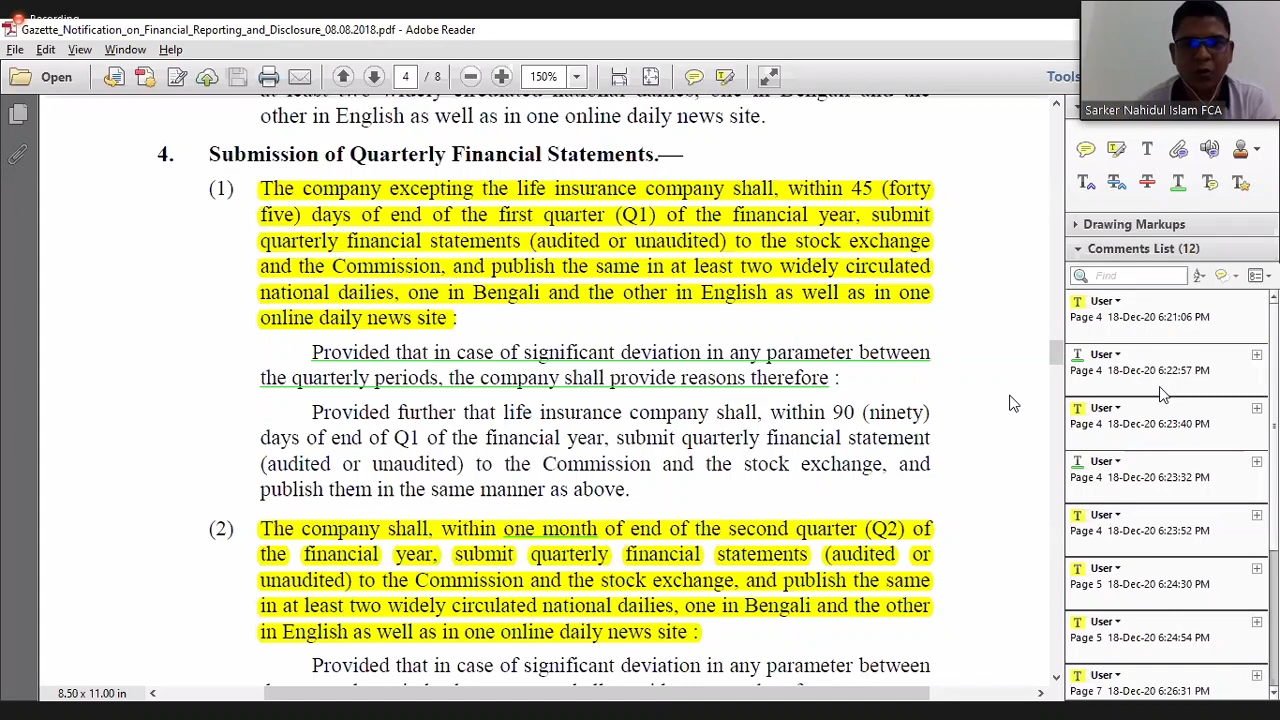 Recording
Gazette_Notification_on_Financial_Reporting_and_Disclosure_08.08.2018.pdf - Adobe Reader
File Edit View Window Help
Open 4 / 8 150% Tools
Sarker Nahidul Islam FCA
at least two widely circulated national dailies, one in Bengali and the
other in English as well as in one online daily news site.
4. Submission of Quarterly Financial Statements.—
(1) The company excepting the life insurance company shall, within 45 (forty
five) days of end of the first quarter (Q1) of the financial year, submit
quarterly financial statements (audited or unaudited) to the stock exchange
and the Commission, and publish the same in at least two widely circulated
national dailies, one in Bengali and the other in English as well as in one
online daily news site :
Provided that in case of significant deviation in any parameter between
the quarterly periods, the company shall provide reasons therefore :
Provided further that life insurance company shall, within 90 (ninety)
days of end of Q1 of the financial year, submit quarterly financial statement
(audited or unaudited) to the Commission and the stock exchange, and
publish them in the same manner as above.
(2) The company shall, within one month of end of the second quarter (Q2) of
the financial year, submit quarterly financial statements (audited or
unaudited) to the Commission and the stock exchange, and publish the same
in at least two widely circulated national dailies, one in Bengali and the other
in English as well as in one online daily news site :
Provided that in case of significant deviation in any parameter between
8.50 x 11.00 in
Drawing Markups
Comments List (12)
Find
User
Page 4 18-Dec-20 6:21:06 PM
User
Page 4 18-Dec-20 6:22:57 PM
User
Page 4 18-Dec-20 6:23:40 PM
User
Page 4 18-Dec-20 6:23:32 PM
User
Page 4 18-Dec-20 6:23:52 PM
User
Page 5 18-Dec-20 6:24:30 PM
User
Page 5 18-Dec-20 6:24:54 PM
User
Page 7 18-Dec-20 6:26:31 PM